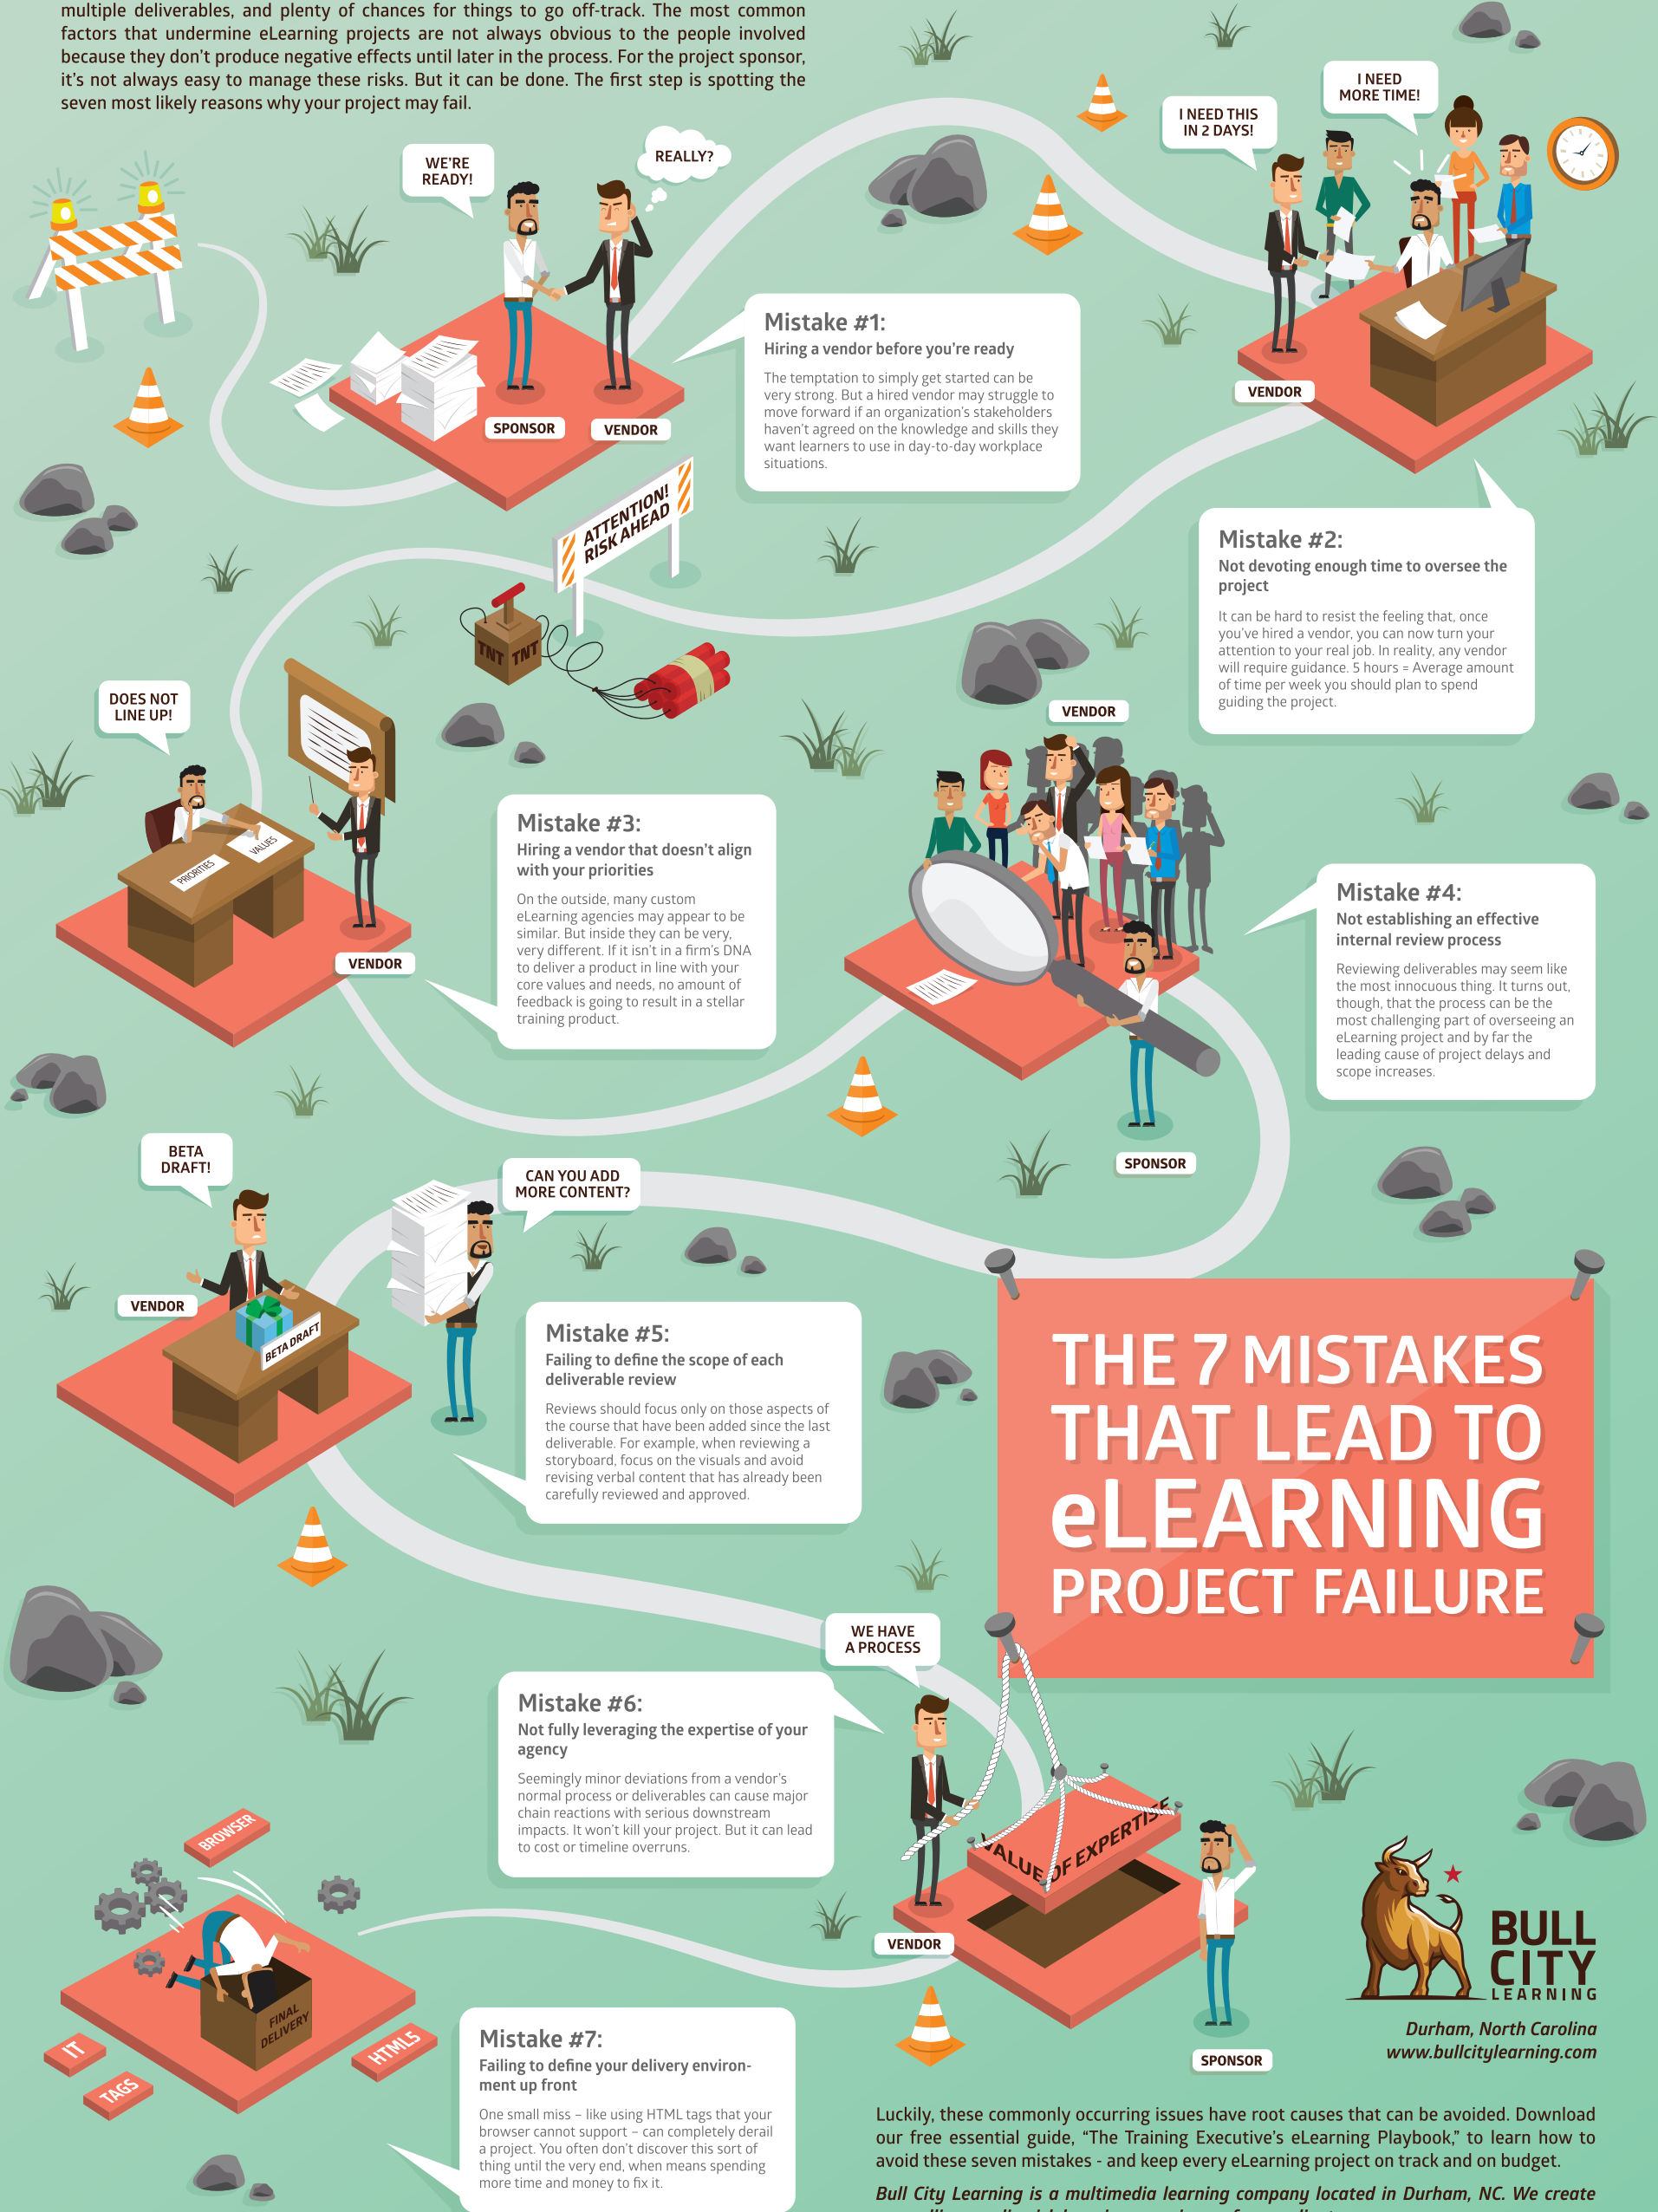 multiple deliverables, and plenty of chances for things to go off-track. The most common
factors that undermine eLearning projects are not always obvious to the people involved
because they don't produce negative effects until later in the process. For the project sponsor,
it's not always easy to manage these risks. But it can be done. The first step is spotting the
seven most likely reasons why your project may fail.
WE'RE
READY!
REALLY?
SPONSOR
VENDOR
Mistake #1:
Hiring a vendor before you're ready
The temptation to simply get started can be
very strong. But a hired vendor may struggle to
move forward if an organization's stakeholders
haven't agreed on the knowledge and skills they
want learners to use in day-to-day workplace
situations.
I NEED THIS
IN 2 DAYS!
I NEED
MORE TIME!
VENDOR
Mistake #2:
Not devoting enough time to oversee the
project
It can be hard to resist the feeling that, once
you've hired a vendor, you can now turn your
attention to your real job. In reality, any vendor
will require guidance. 5 hours = Average amount
of time per week you should plan to spend
guiding the project.
ATTENTION!
RISK AHEAD
TNT TNT
DOES NOT
LINE UP!
PRIORITIES
VALUES
VENDOR
Mistake #3:
Hiring a vendor that doesn't align
with your priorities
On the outside, many custom
eLearning agencies may appear to be
similar. But inside they can be very,
very different. If it isn't in a firm's DNA
to deliver a product in line with your
core values and needs, no amount of
feedback is going to result in a stellar
training product.
VENDOR
SPONSOR
Mistake #4:
Not establishing an effective
internal review process
Reviewing deliverables may seem like
the most innocuous thing. It turns out,
though, that the process can be the
most challenging part of overseeing an
eLearning project and by far the
leading cause of project delays and
scope increases.
BETA
DRAFT!
CAN YOU ADD
MORE CONTENT?
VENDOR
BETA DRAFT
Mistake #5:
Failing to define the scope of each
deliverable review
Reviews should focus only on those aspects of
the course that have been added since the last
deliverable. For example, when reviewing a
storyboard, focus on the visuals and avoid
revising verbal content that has already been
carefully reviewed and approved.
THE 7 MISTAKES
THAT LEAD TO
eLEARNING
PROJECT FAILURE
WE HAVE
A PROCESS
Mistake #6:
Not fully leveraging the expertise of your
agency
Seemingly minor deviations from a vendor's
normal process or deliverables can cause major
chain reactions with serious downstream
impacts. It won't kill your project. But it can lead
to cost or timeline overruns.
VALUE OF EXPERTISE
VENDOR
SPONSOR
BROWSER
FINAL
DELIVERY
IT
TAGS
HTML5
Mistake #7:
Failing to define your delivery environ-
ment up front
One small miss – like using HTML tags that your
browser cannot support – can completely derail
a project. You often don't discover this sort of
thing until the very end, when means spending
more time and money to fix it.
BULL
CITY
LEARNING
Durham, North Carolina
www.bullcitylearning.com
Luckily, these commonly occurring issues have root causes that can be avoided. Download
our free essential guide, “The Training Executive's eLearning Playbook,” to learn how to
avoid these seven mistakes - and keep every eLearning project on track and on budget.
Bull City Learning is a multimedia learning company located in Durham, NC. We create